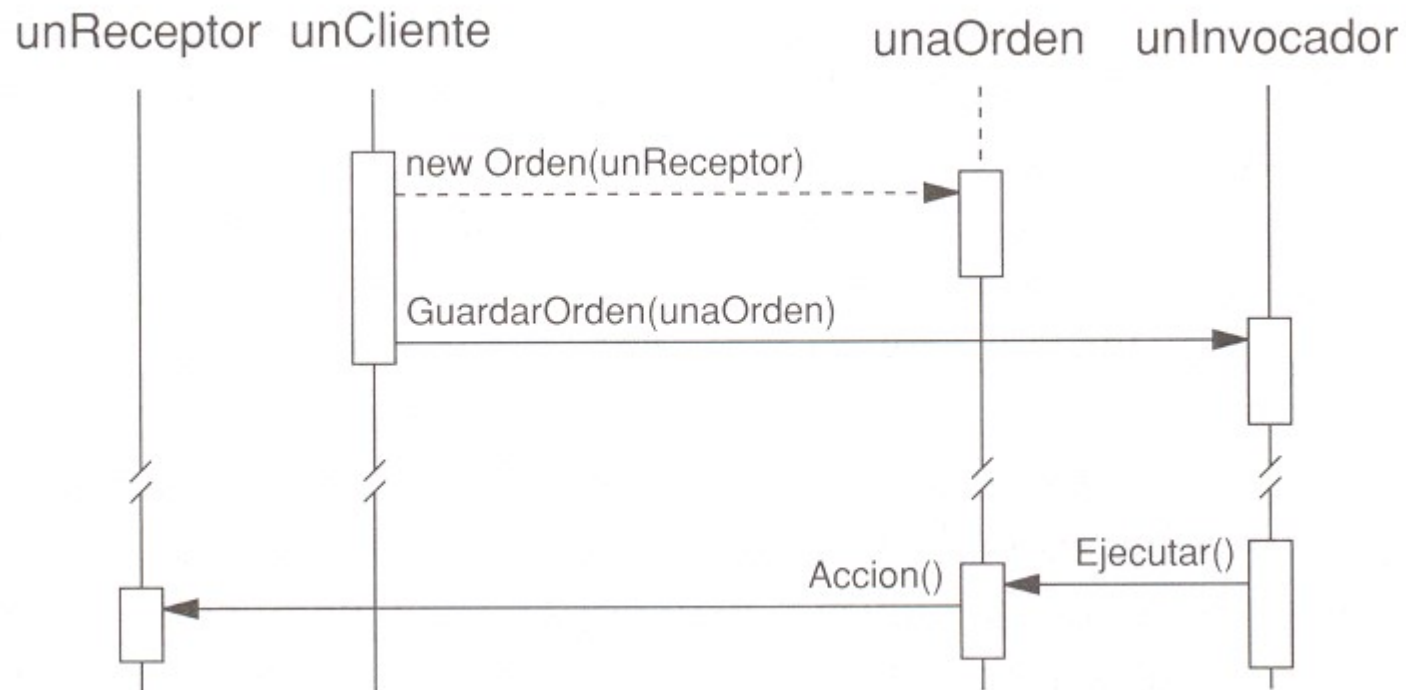 unReceptor unCliente unaOrden unInvocador
new Orden(unReceptor)
GuardarOrden(unaOrden)
Ejecutar()
Accion()